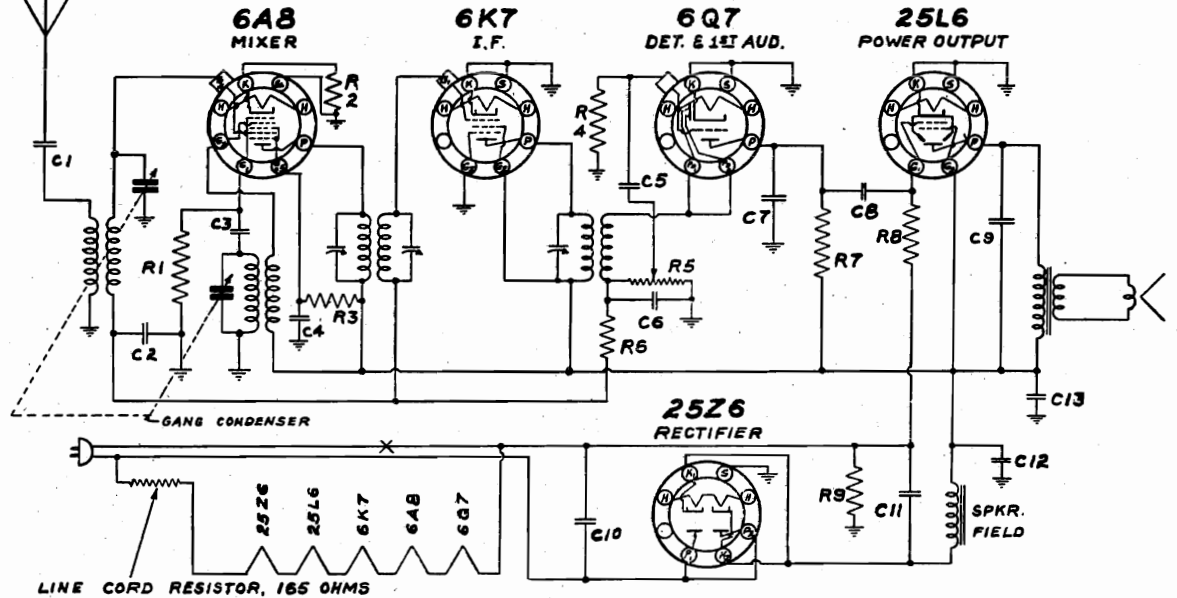 6A8
MIXER
6K7
I.F.
6Q7
DET. & 1ST AUD.
25L6
POWER OUTPUT
C1
R2
R4
C5
C7
C8
R8
C9
R7
C3
R1
C2
C4
R3
R5
C6
R6
GANG CONDENSER
C13
25Z6
RECTIFIER
C12
R9
C11
SPKR.
FIELD
C10
25Z6
25L6
6K7
6A8
6Q7
LINE CORD RESISTOR, 165 OHMS
K
S
H
H
P
K
S
H
H
P
K
S
H
H
P
K
S
H
H
P